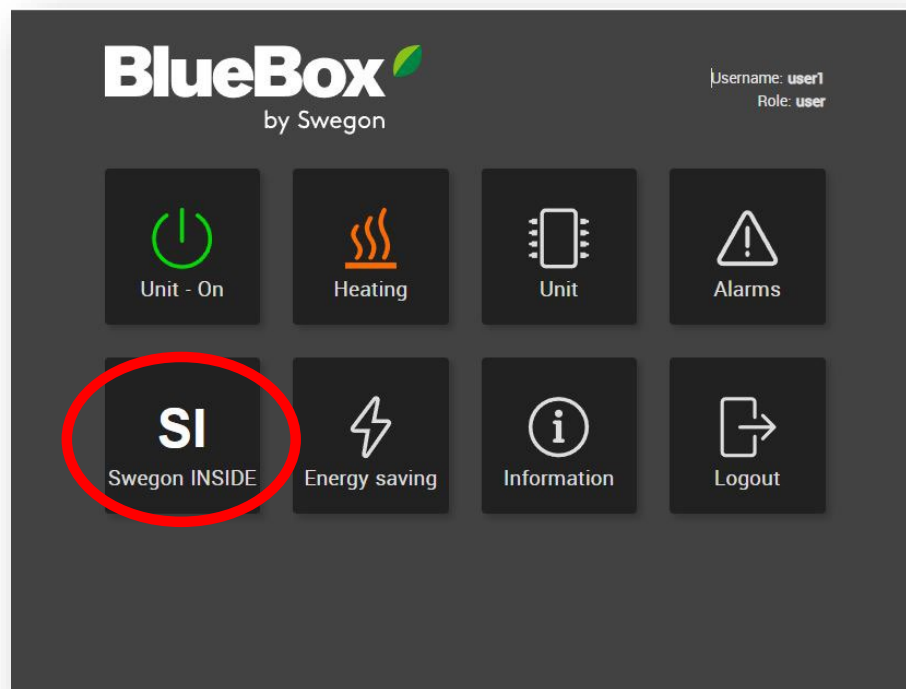 BlueBox
by Swegon
Username: user1
Role: user
Unit - On
Heating
Unit
Alarms
SI
Swegon INSIDE
Energy saving
Information
Logout